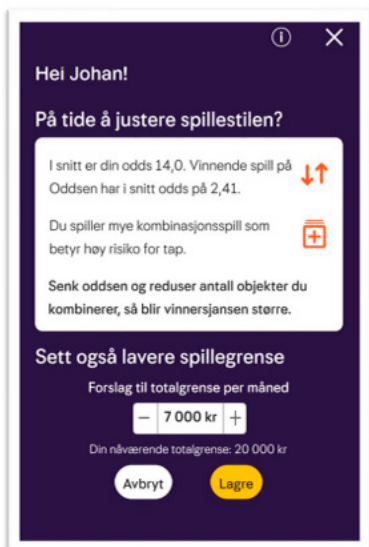 Hei Johan!
På tide å justere spillestilen?
I snitt er din odds 14,0. Vinnende spill på
Oddsen har i snitt odds på 2,41.
Du spiller mye kombinasjonsspill som
betyr høy risiko for tap.
Senk oddsen og reduser antall objekter du
kombinerer, så blir vinnersjansen større.
Sett også lavere spillegrense
Forslag til totalgrense per måned
− 7 000 kr +
Din nåværende totalgrense: 20 000 kr
Avbryt Lagre